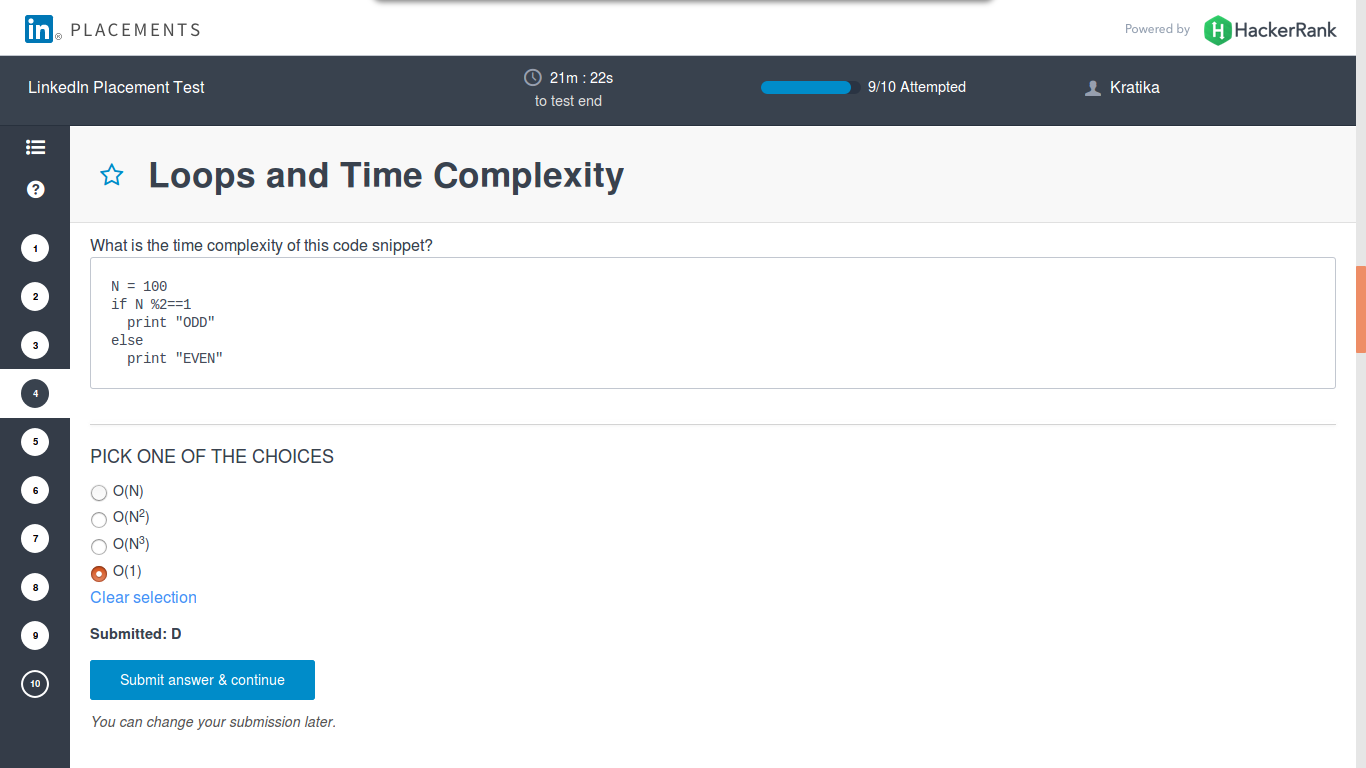 in® PLACEMENTS
Powered by HackerRank
LinkedIn Placement Test
21m : 22s
to test end
9/10 Attempted
Kratika
?
Loops and Time Complexity
1
2
3
4
5
6
7
8
9
10
What is the time complexity of this code snippet?
N = 100
if N %2==1
  print "ODD"
else
  print "EVEN"
PICK ONE OF THE CHOICES
O(N)
O(N²)
O(N³)
O(1)
Clear selection
Submitted: D
Submit answer & continue
You can change your submission later.